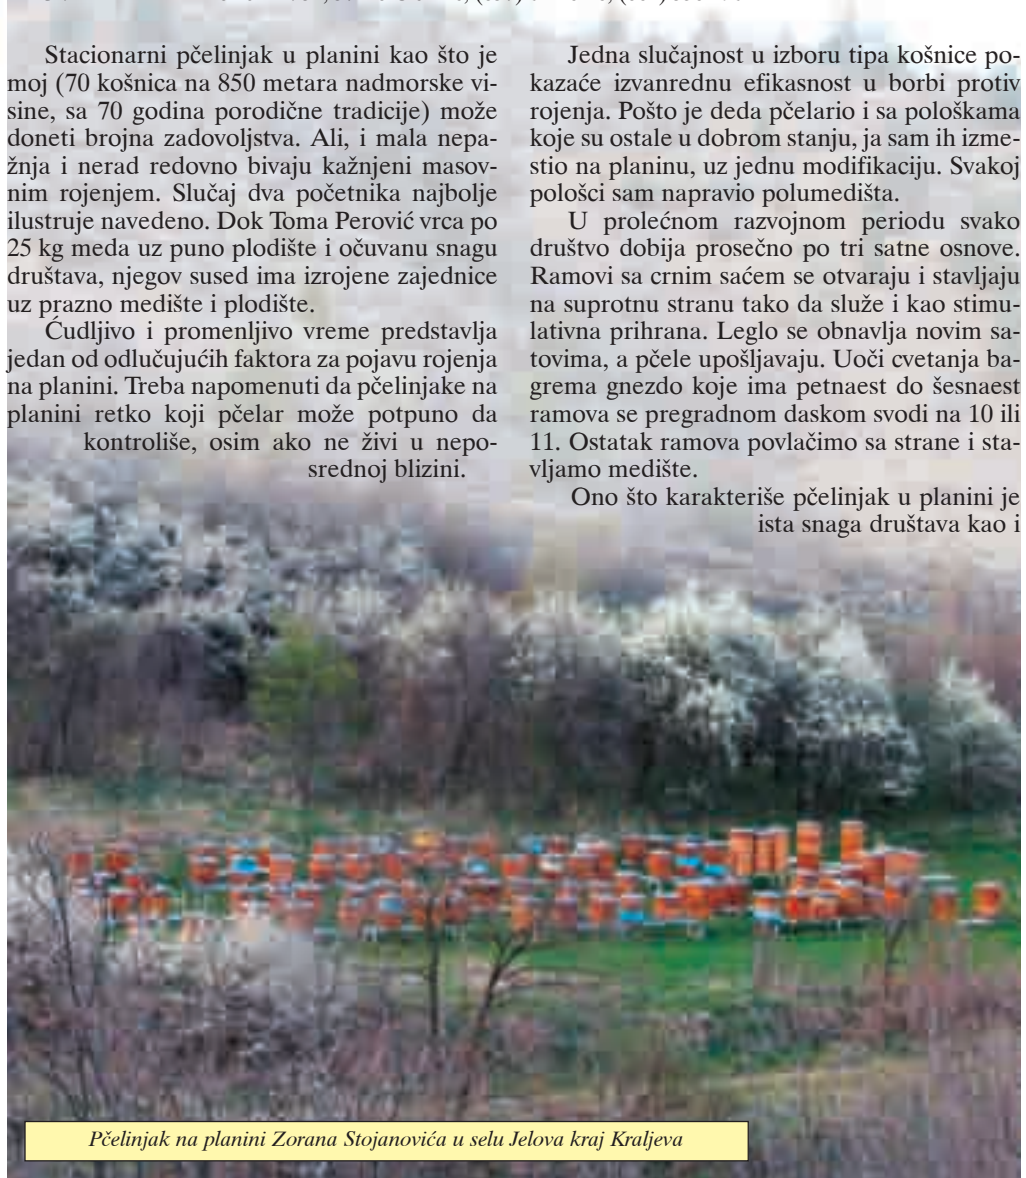 Stacionarni pčelinjak u planini kao što je
moj (70 košnica na 850 metara nadmorske vi-
sine, sa 70 godina porodične tradicije) može
doneti brojna zadovoljstva. Ali, i mala nepa-
žnja i nerad redovno bivaju kažnjeni masov-
nim rojenjem. Slučaj dva početnika najbolje
ilustruje navedeno. Dok Toma Perović vrca po
25 kg meda uz puno plodište i očuvanu snagu
društava, njegov sused ima izrojene zajednice
uz prazno medište i plodište.
Ćudljivo i promenljivo vreme predstavlja
jedan od odlučujućih faktora za pojavu rojenja
na planini. Treba napomenuti da pčelinjake na
planini retko koji pčelar može potpuno da
kontroliše, osim ako ne živi u nepo-
srednoj blizini.
Jedna slučajnost u izboru tipa košnice po-
kazaće izvanrednu efikasnost u borbi protiv
rojenja. Pošto je deda pčelario i sa pološkama
koje su ostale u dobrom stanju, ja sam ih izme-
stio na planinu, uz jednu modifikaciju. Svakoj
pološci sam napravio polumedišta.
U prolećnom razvojnom periodu svako
društvo dobija prosečno po tri satne osnove.
Ramovi sa crnim saćem se otvaraju i stavljaju
na suprotnu stranu tako da služe i kao stimu-
lativna prihrana. Leglo se obnavlja novim sa-
tovima, a pčele upošljavaju. Uoči cvetanja ba-
grema gnezdo koje ima petnaest do šesnaest
ramova se pregradnom daskom svodi na 10 ili
11. Ostatak ramova povlačimo sa strane i sta-
vljamo medište.
Ono što karakteriše pčelinjak u planini je
ista snaga društava kao i
Pčelinjak na planini Zorana Stojanovića u selu Jelova kraj Kraljeva